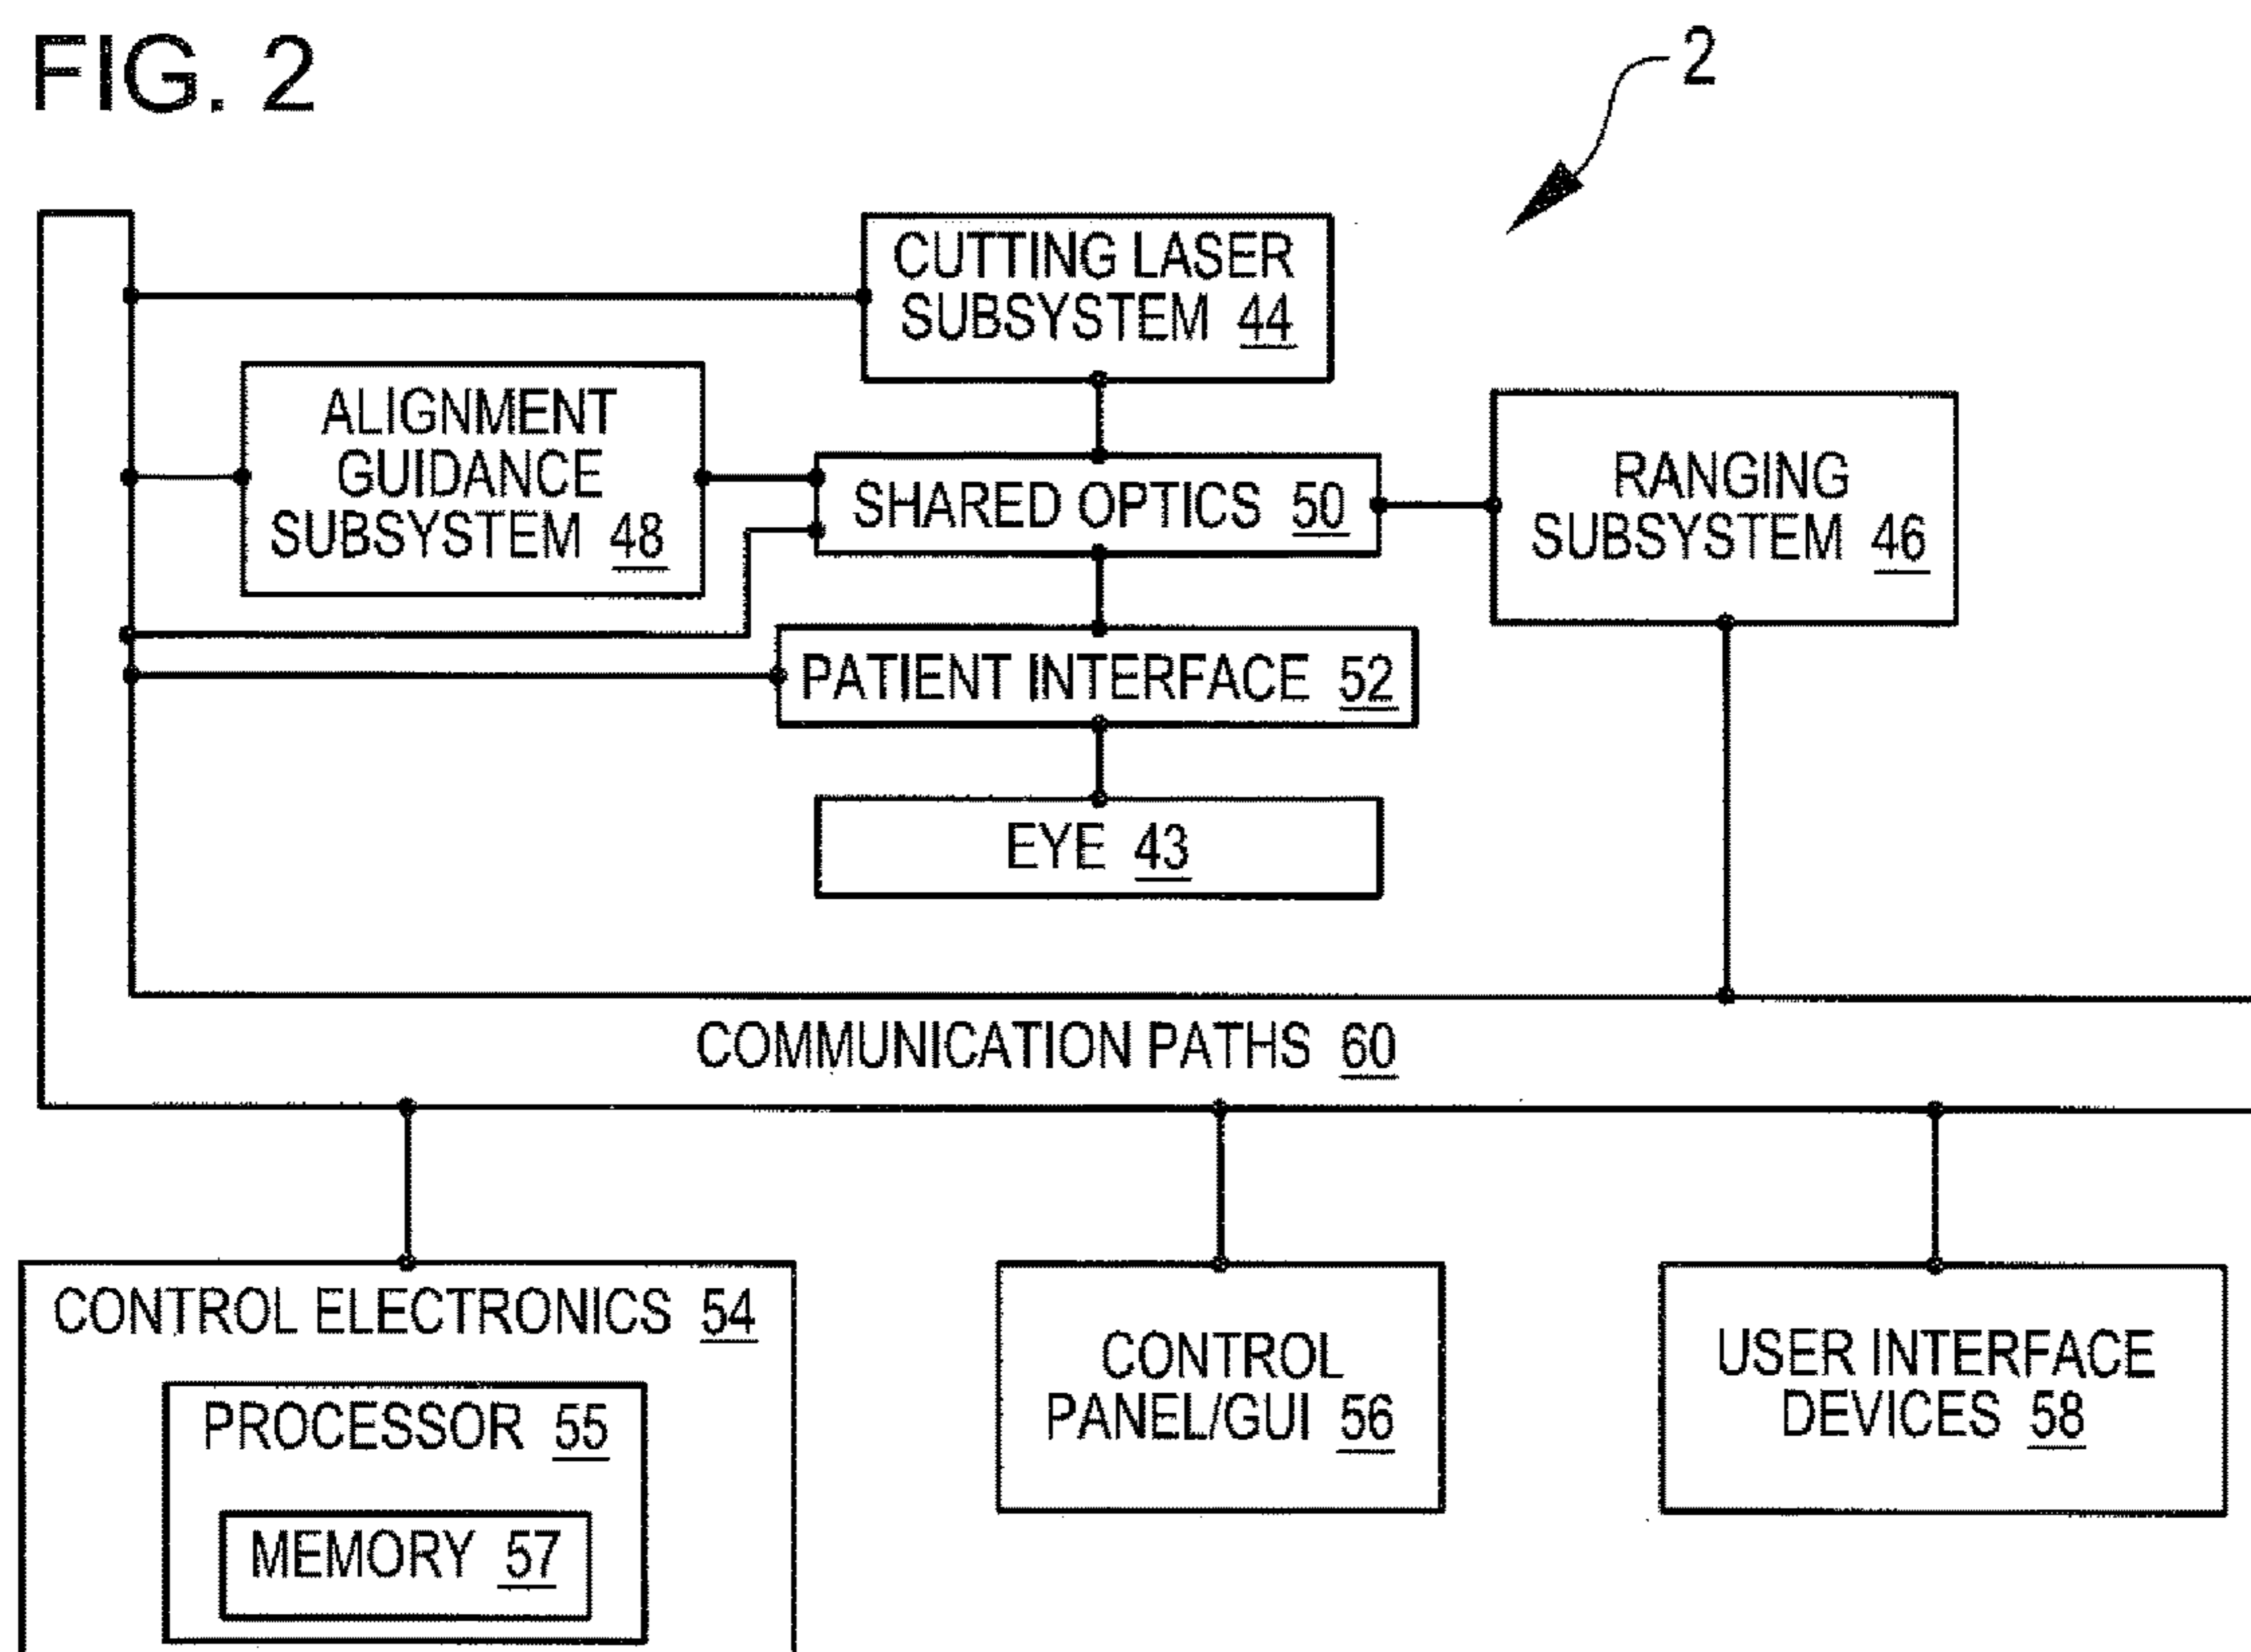 FIG. 2
2
CUTTING LASER
SUBSYSTEM 44
ALIGNMENT
GUIDANCE
SUBSYSTEM 48
SHARED OPTICS 50
RANGING
SUBSYSTEM 46
PATIENT INTERFACE 52
EYE 43
COMMUNICATION PATHS 60
CONTROL ELECTRONICS 54
PROCESSOR 55
MEMORY 57
CONTROL
PANEL/GUI 56
USER INTERFACE
DEVICES 58